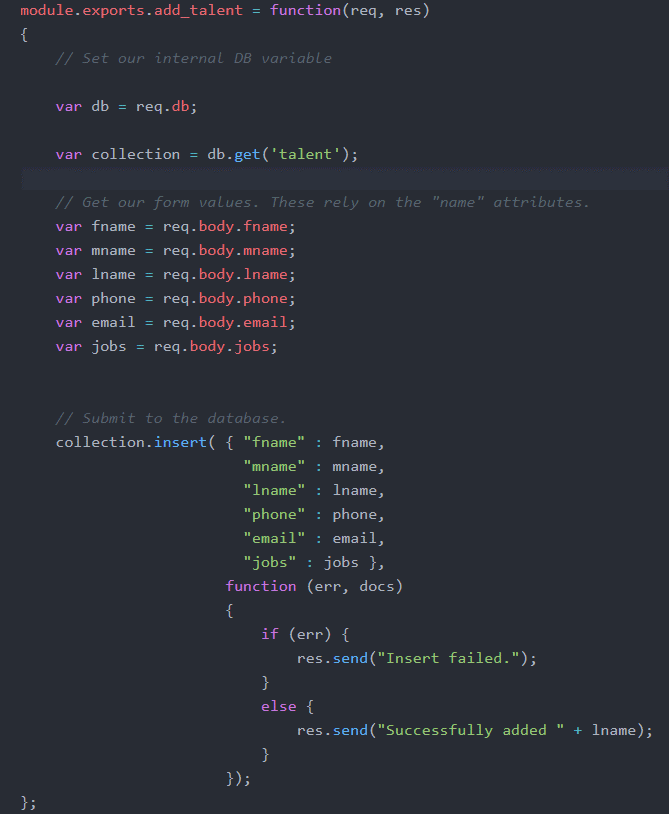 module.exports.add_talent = function(req, res)
{
// Set our internal DB variable
var db = req.db;
var collection = db.get('talent');
// Get our form values. These rely on the "name" attributes.
var fname = req.body.fname;
var mname = req.body.mname;
var lname = req.body.lname;
var phone = req.body.phone;
var email = req.body.email;
var jobs = req.body.jobs;
// Submit to the database.
collection.insert( { "fname" : fname,
"mname" : mname,
"lname" : lname,
"phone" : phone,
"email" : email,
"jobs" : jobs },
function (err, docs)
{
if (err) {
res.send("Insert failed.");
}
else {
res.send("Successfully added " + lname);
}
});
};